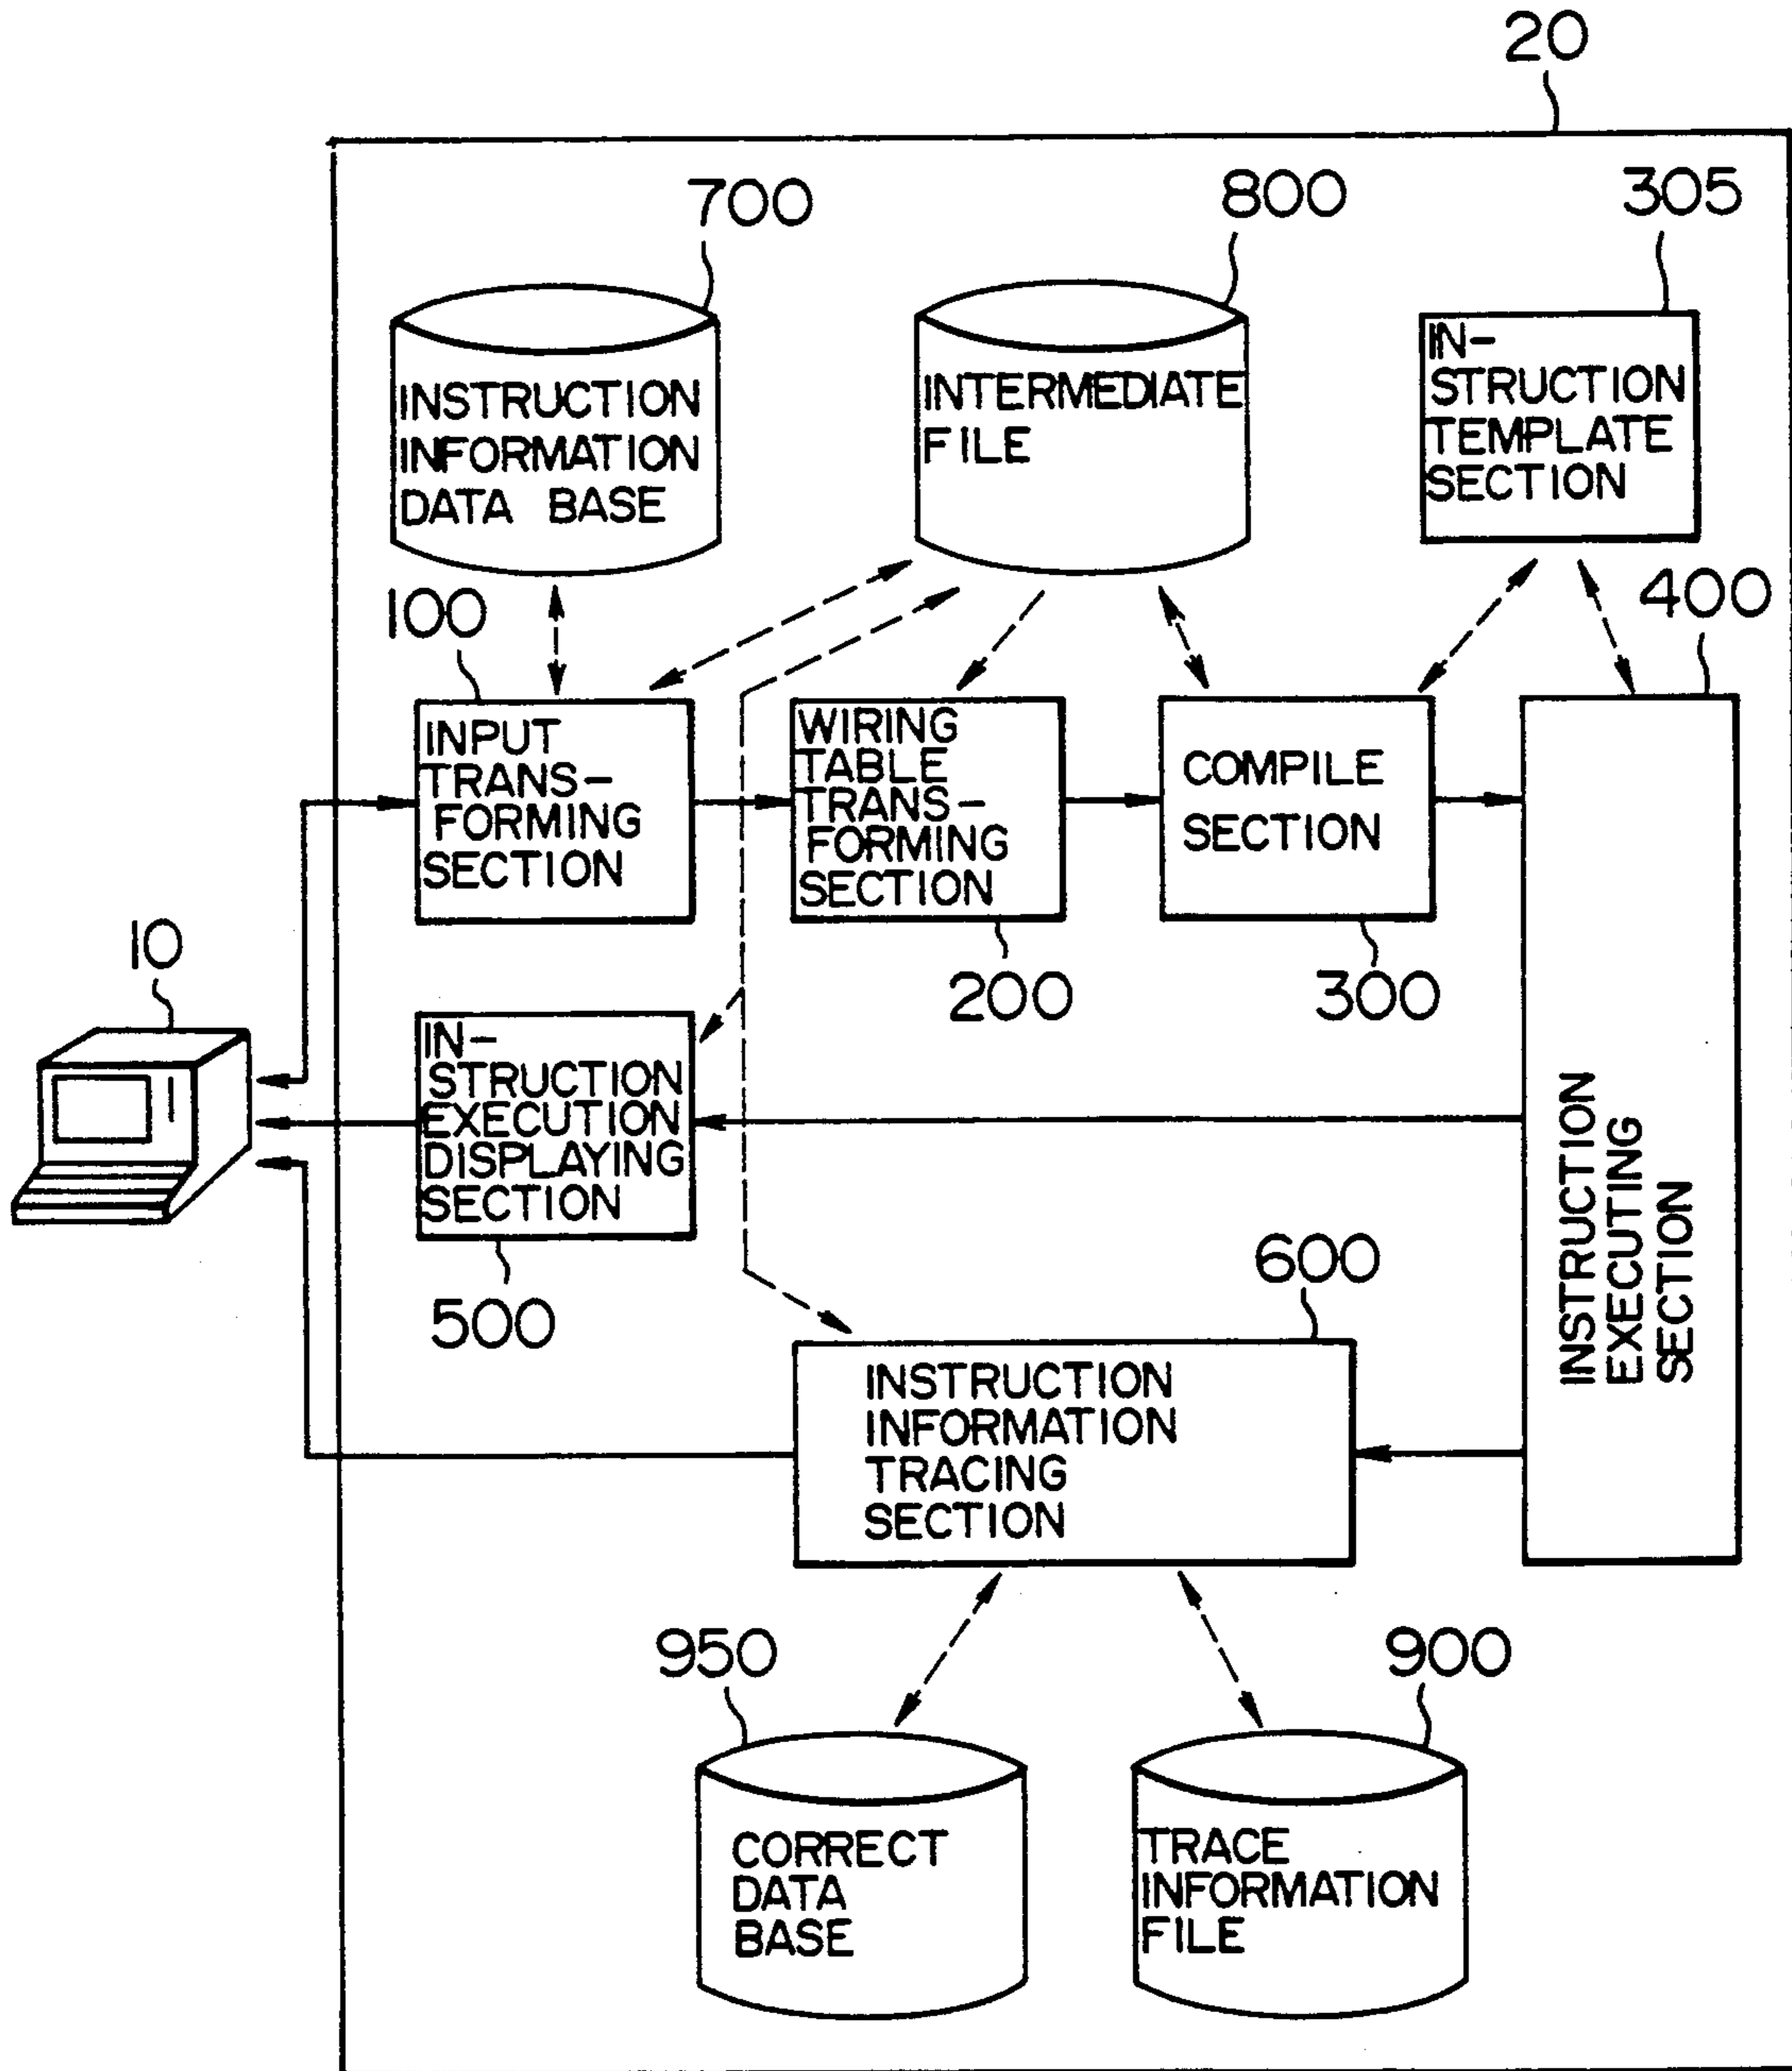 20
700
800
305
INSTRUCTION
INFORMATION
DATA BASE
INTERMEDIATE
FILE
IN-
STRUCTION
TEMPLATE
SECTION
100
400
INPUT
TRANS-
FORMING
SECTION
WIRING
TABLE
TRANS-
FORMING
SECTION
COMPILE
SECTION
10
200
300
IN-
STRUCTION
EXECUTION
DISPLAYING
SECTION
INSTRUCTION
EXECUTING
SECTION
500
600
INSTRUCTION
INFORMATION
TRACING
SECTION
950
900
CORRECT
DATA
BASE
TRACE
INFORMATION
FILE